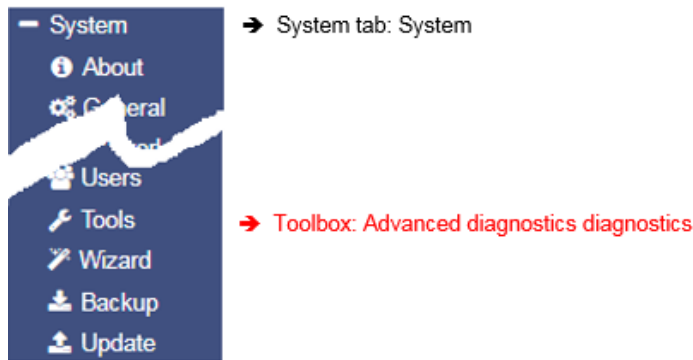 System
→ System tab: System
About
General
Users
Tools
→ Toolbox: Advanced diagnostics diagnostics
Wizard
Backup
Update